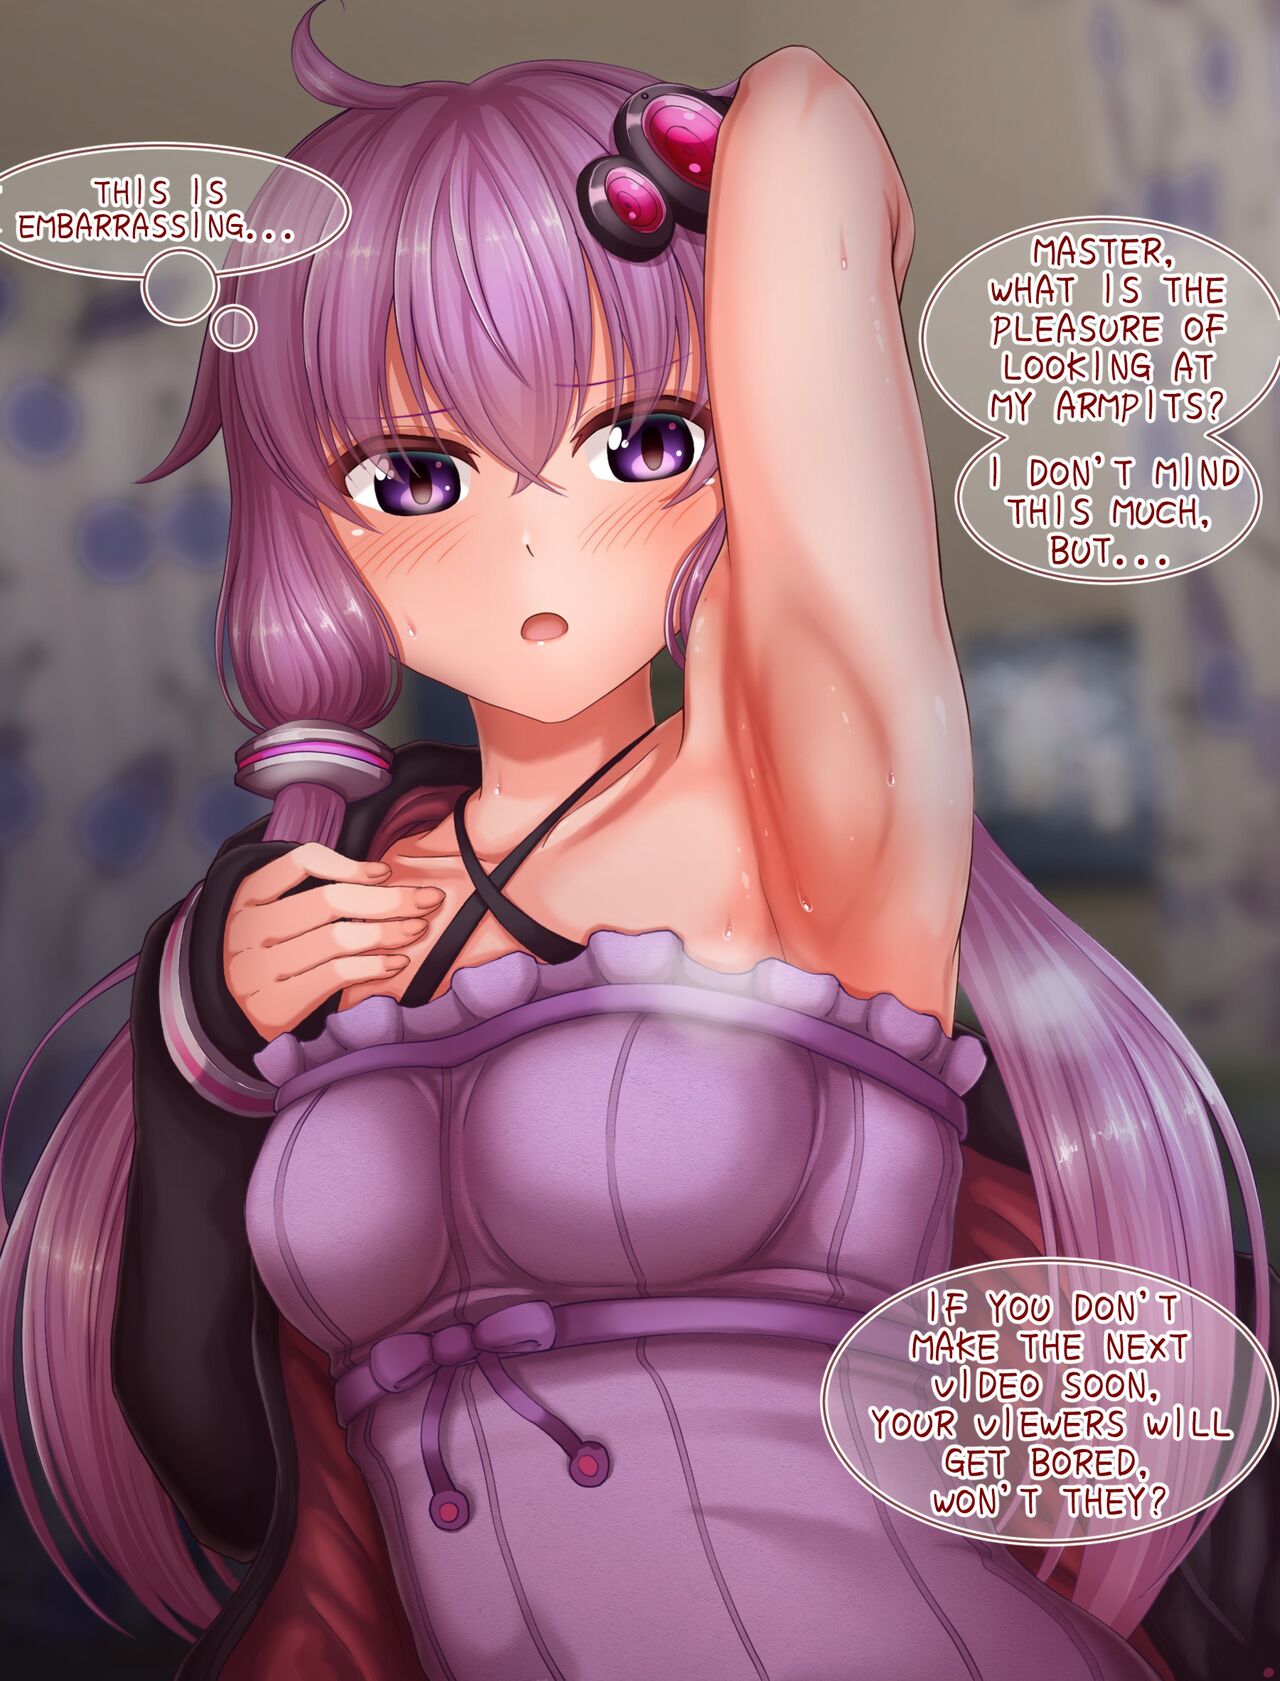 THIS IS
EMBARRASSING...
MASTER,
WHAT IS THE
PLEASURE OF
LOOKING AT
MY ARMPITS?
I DON'T MIND
THIS MUCH,
BUT...
IF YOU DON'T
MAKE THE NEXT
VIDEO SOON,
YOUR VIEWERS WILL
GET BORED,
WON'T THEY?